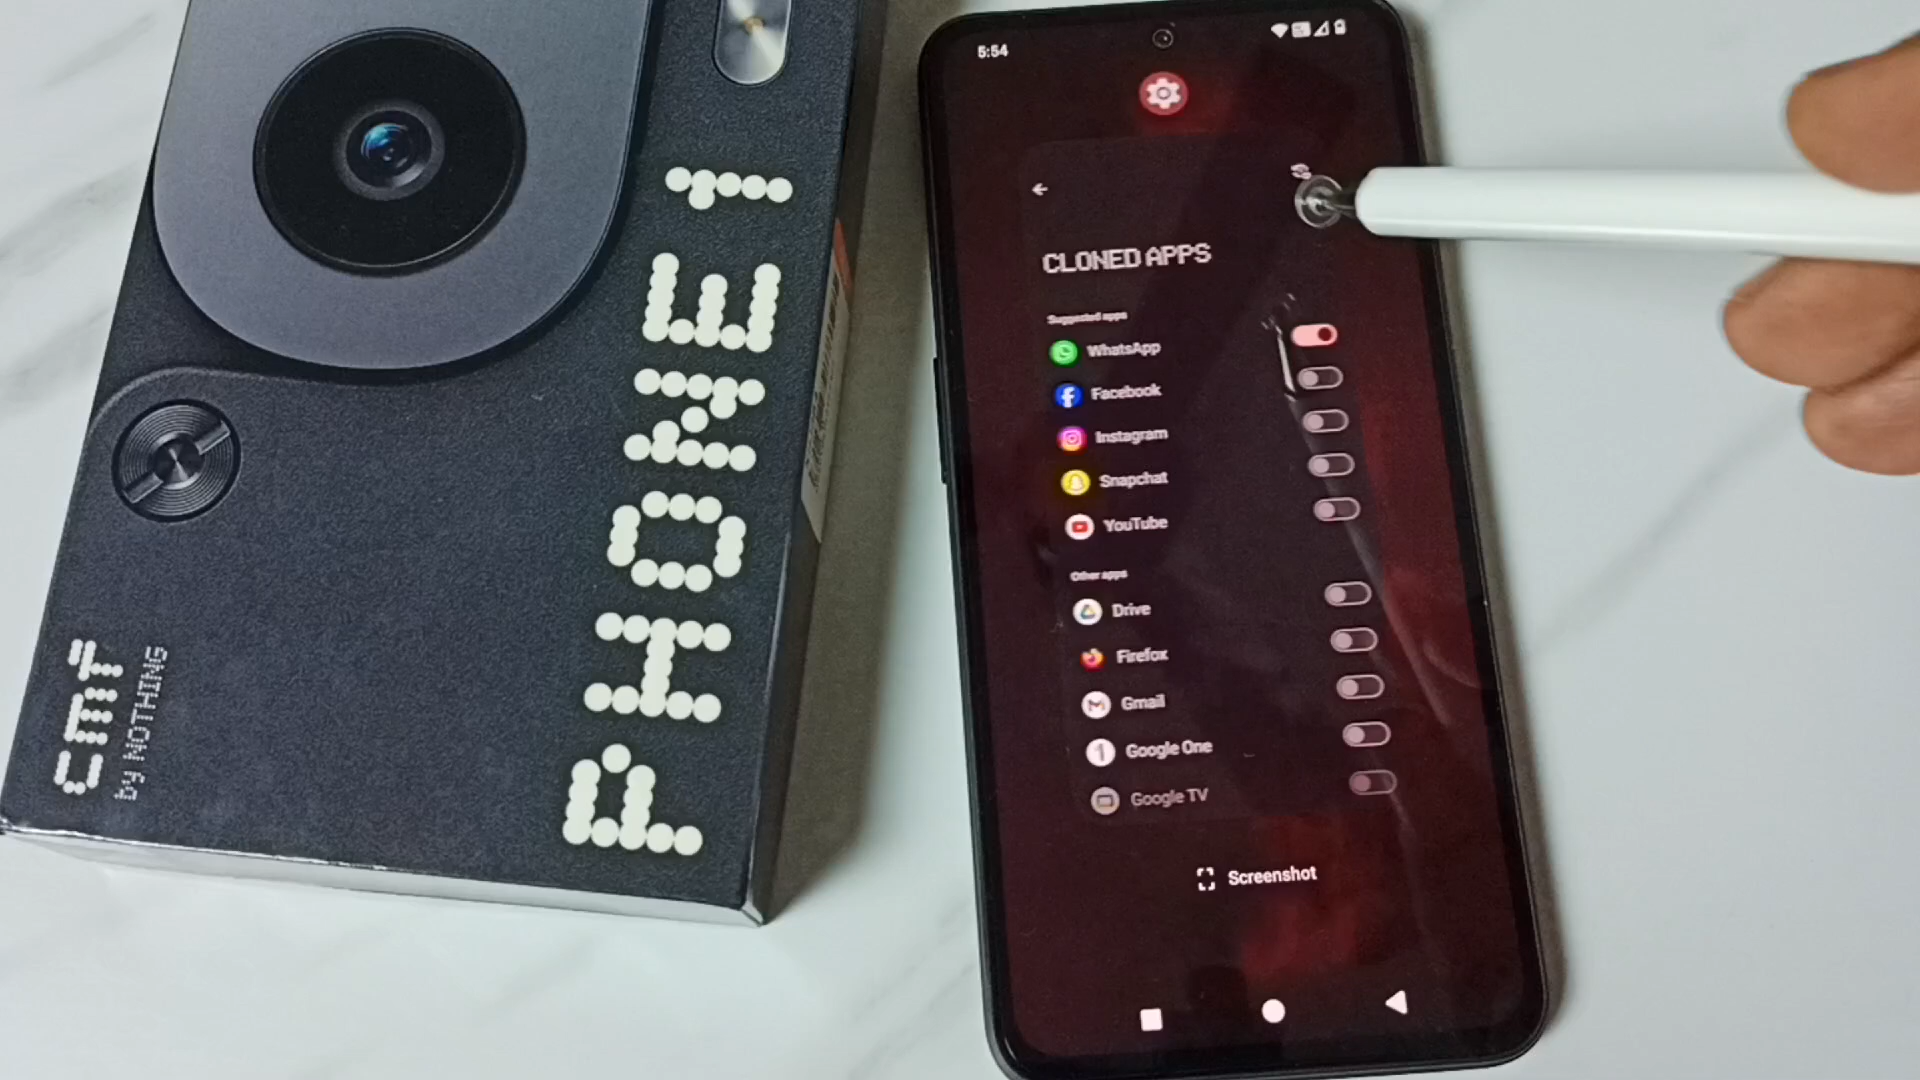 PHONE 1
CMF
by NOTHING
5:54
CLONED APPS
Suggested apps
WhatsApp
Facebook
Instagram
Snapchat
YouTube
Other apps
Drive
Firefox
Gmail
Google One
Google TV
Screenshot